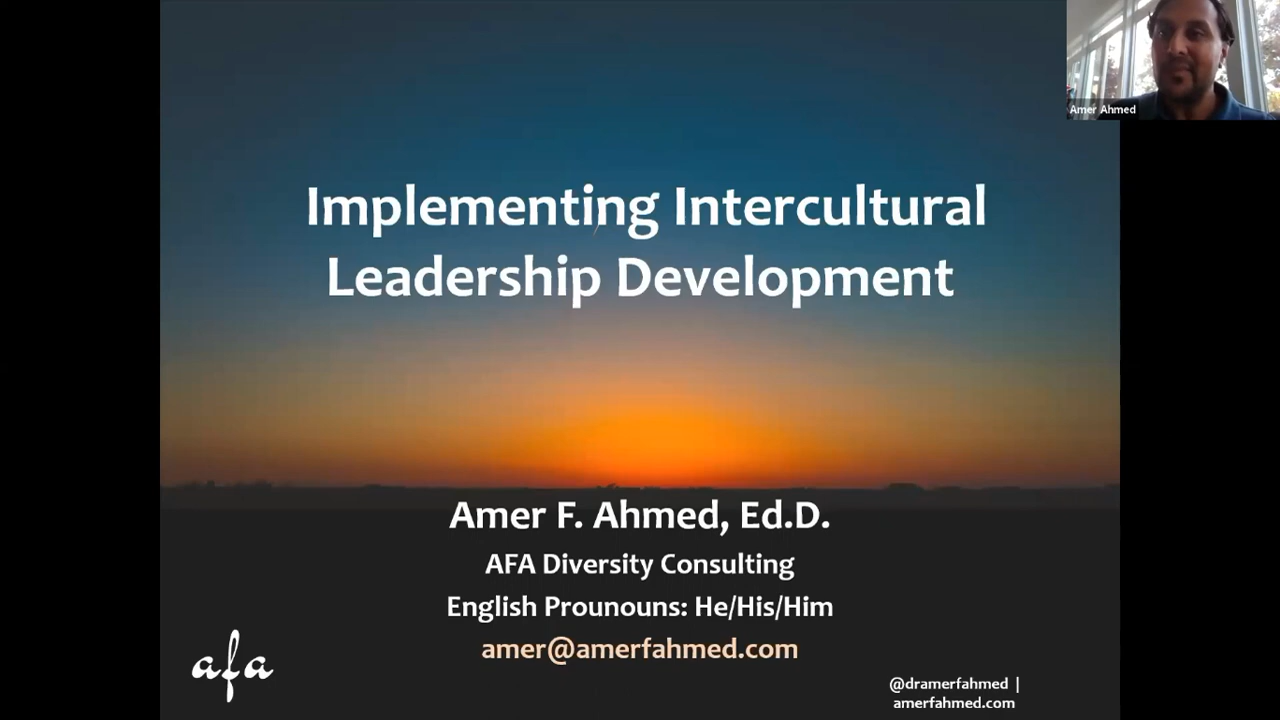 Amer Ahmed
Implementing Intercultural
Leadership Development
Amer F. Ahmed, Ed.D.
AFA Diversity Consulting
English Prounouns: He/His/Him
amer@amerfahmed.com
afa
@dramerfahmed |
amerfahmed.com